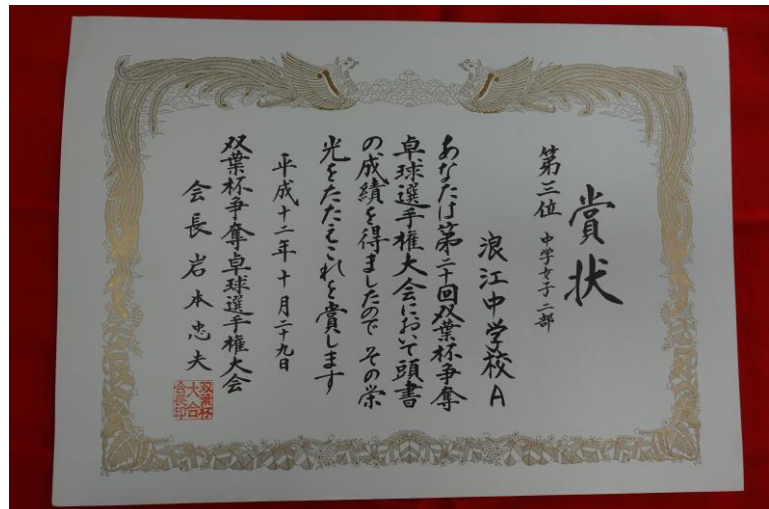 賞状
第三位 中学女子二部
浪江中学校A
あなたは第二十回双葉杯争奪
卓球選手権大会において頭書
の成績を得ましたので その栄
光をたたえこれを賞します
平成十二年十月二十九日
双葉杯争奪卓球選手権大会
会長 岩本忠夫
双葉杯
大会
会長印